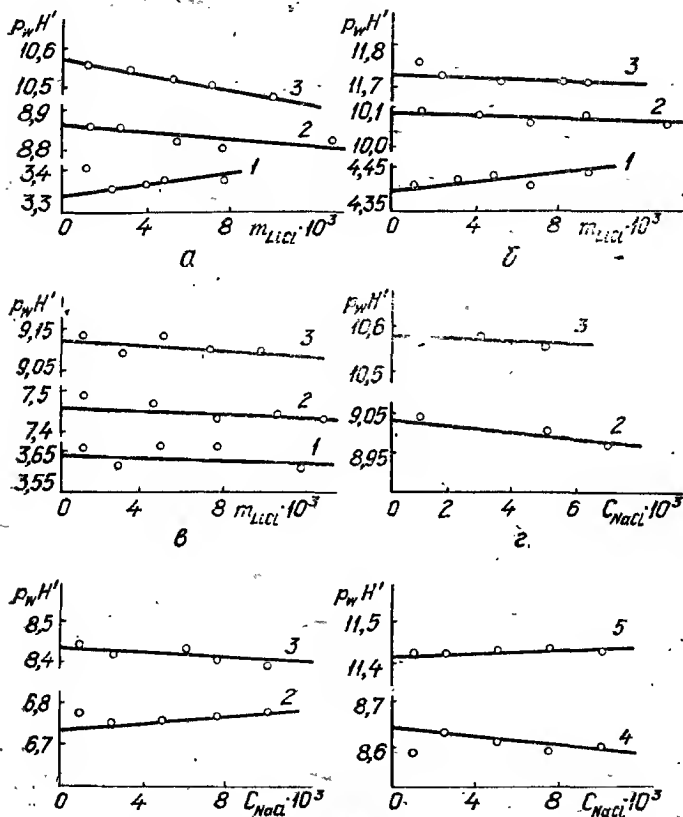 p_wH'
10,6
10,5
8,9
8,8
3,4
3,3
3
2
1
0 4 8 m_LiCl·10³
а
p_wH'
11,8
11,7
10,1
10,0
4,45
4,35
3
2
1
0 4 8 m_LiCl·10³
б
p_wH'
9,15
9,05
7,5
7,4
3,65
3,55
3
2
1
0 4 8 m_LiCl·10³
в
p_wH'
10,6
10,5
9,05
8,95
3
2
0 2 4 6 C_NaCl·10³
г.
p_wH'
8,5
8,4
6,8
6,7
3
2
0 4 8 C_NaCl·10³
p_wH'
11,5
11,4
8,7
8,6
5
4
0 4 8 C_NaCl·10³